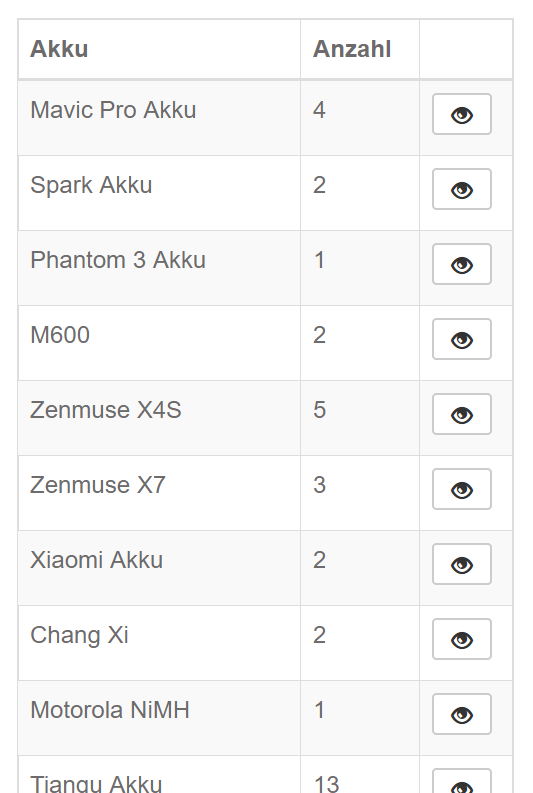 Akku Anzahl
Mavic Pro Akku 4
Spark Akku 2
Phantom 3 Akku 1
M600 2
Zenmuse X4S 5
Zenmuse X7 3
Xiaomi Akku 2
Chang Xi 2
Motorola NiMH 1
Tiangu Akku 13